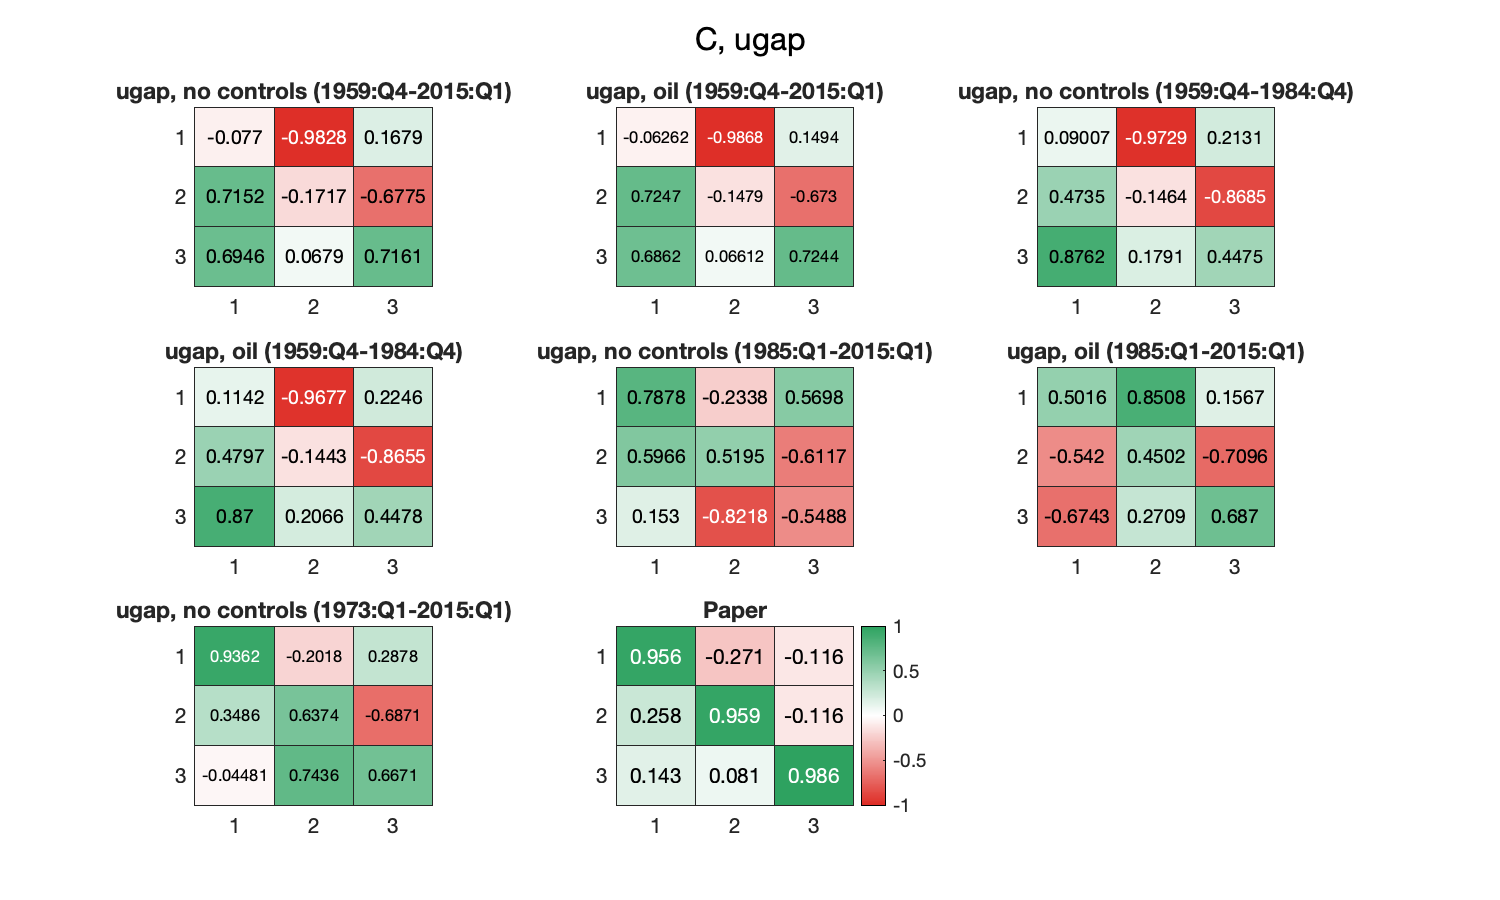 C, ugap
ugap, no controls (1959:Q4-2015:Q1)
1 -0.077 -0.9828 0.1679
2 0.7152 -0.1717 -0.6775
3 0.6946 0.0679 0.7161
1 2 3
ugap, oil (1959:Q4-2015:Q1)
1 -0.06262 -0.9868 0.1494
2 0.7247 -0.1479 -0.673
3 0.6862 0.06612 0.7244
1 2 3
ugap, no controls (1959:Q4-1984:Q4)
1 0.09007 -0.9729 0.2131
2 0.4735 -0.1464 -0.8685
3 0.8762 0.1791 0.4475
1 2 3
ugap, oil (1959:Q4-1984:Q4)
1 0.1142 -0.9677 0.2246
2 0.4797 -0.1443 -0.8655
3 0.87 0.2066 0.4478
1 2 3
ugap, no controls (1985:Q1-2015:Q1)
1 0.7878 -0.2338 0.5698
2 0.5966 0.5195 -0.6117
3 0.153 -0.8218 -0.5488
1 2 3
ugap, oil (1985:Q1-2015:Q1)
1 0.5016 0.8508 0.1567
2 -0.542 0.4502 -0.7096
3 -0.6743 0.2709 0.687
1 2 3
ugap, no controls (1973:Q1-2015:Q1)
1 0.9362 -0.2018 0.2878
2 0.3486 0.6374 -0.6871
3 -0.04481 0.7436 0.6671
1 2 3
Paper
1 0.956 -0.271 -0.116
2 0.258 0.959 -0.116
3 0.143 0.081 0.986
1 2 3
1
0.5
0
-0.5
-1